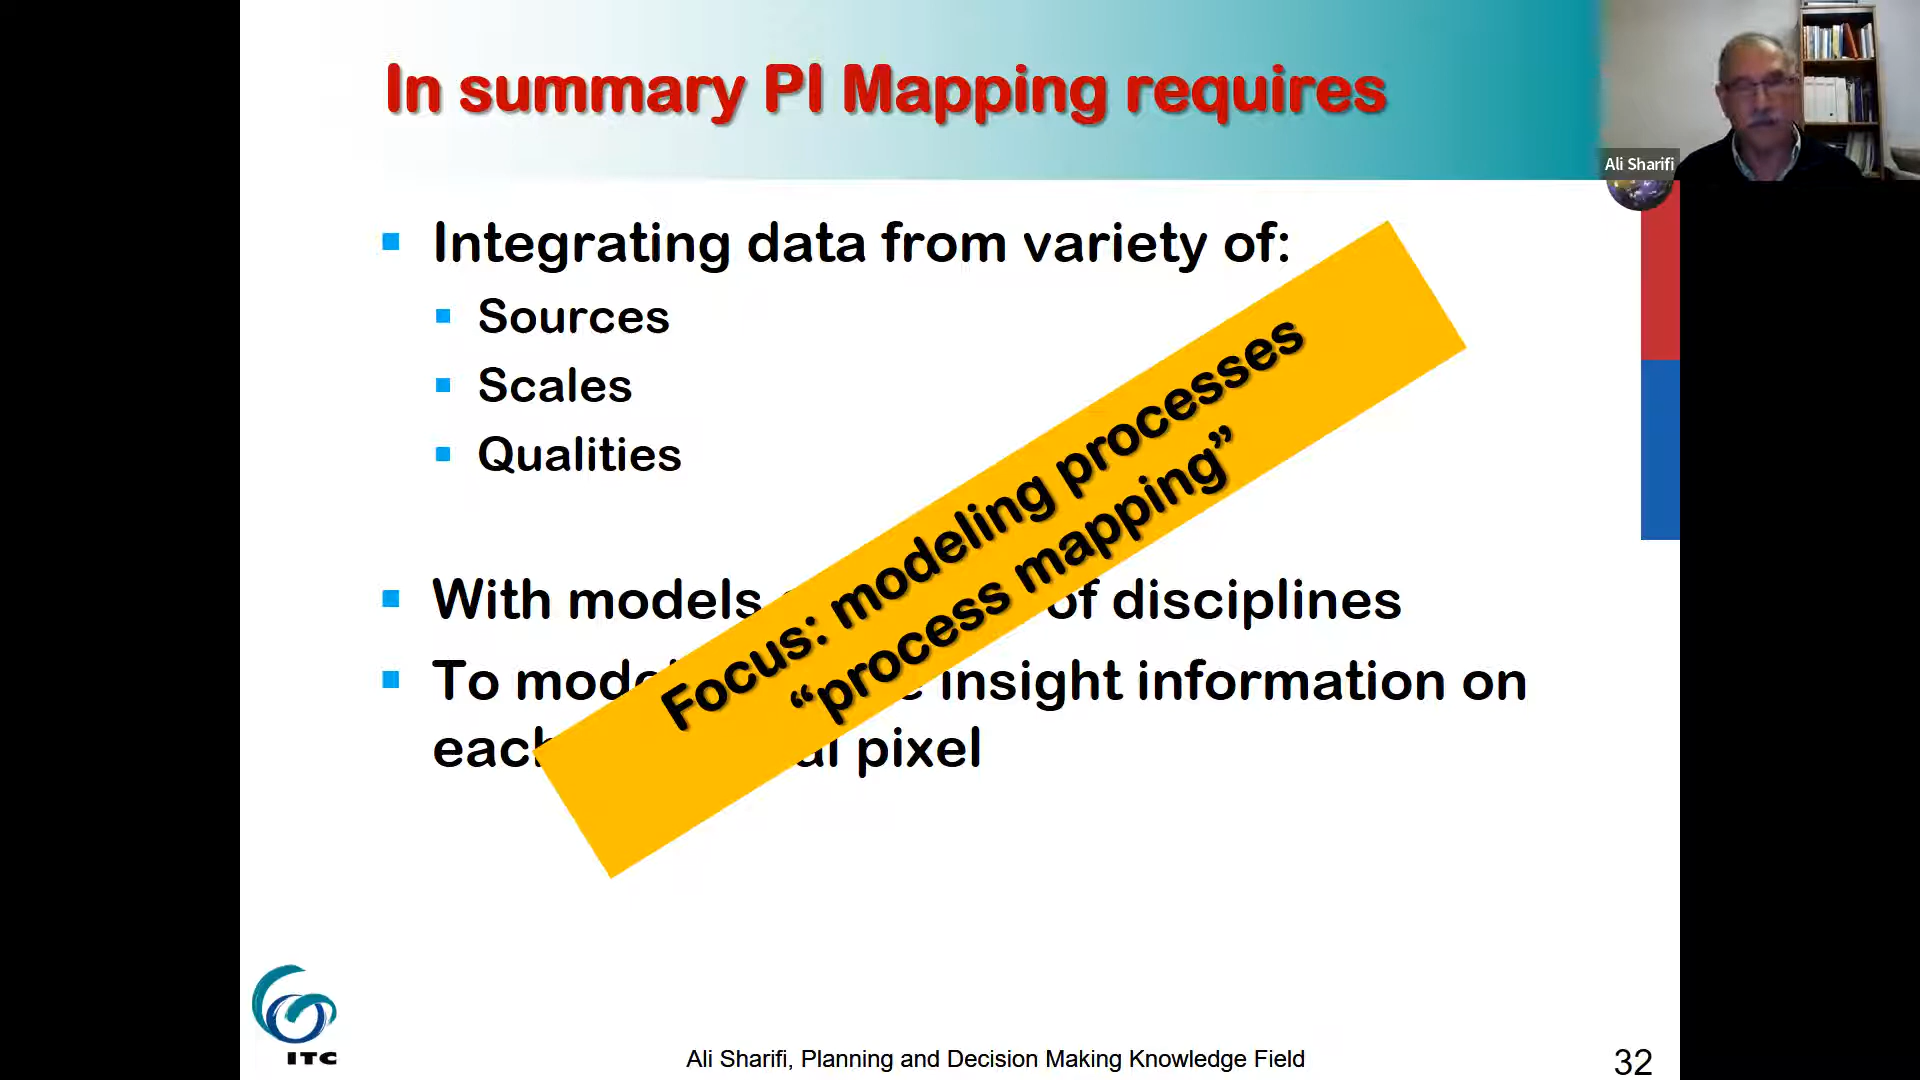 In summary PI Mapping requires
Ali Sharifi
Integrating data from variety of:
Sources
Scales
Qualities
Focus: modeling processes
“process mapping”
With models of disciplines
To insight information on
pixel
ITC
Ali Sharifi, Planning and Decision Making Knowledge Field
32